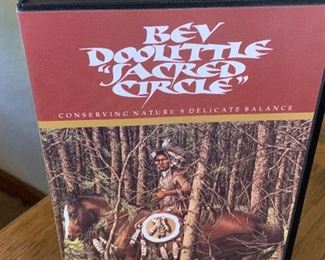 BEV
DOOLITTLE
"SACRED
CIRCLE"
CONSERVING NATURE'S DELICATE BALANCE